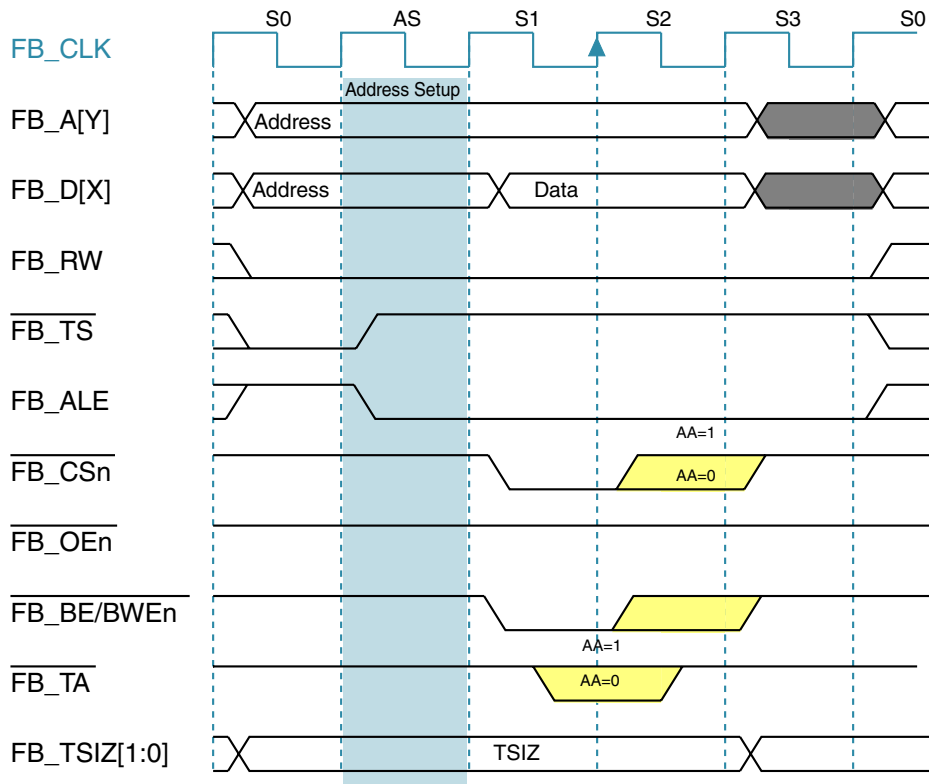 S0 AS S1 S2 S3 S0
FB_CLK
Address Setup
FB_A[Y] Address
FB_D[X] Address Data
FB_RW
FB_TS
FB_ALE
AA=1
FB_CSn AA=0
FB_OEn
FB_BE/BWEn
AA=1
FB_TA AA=0
FB_TSIZ[1:0] TSIZ